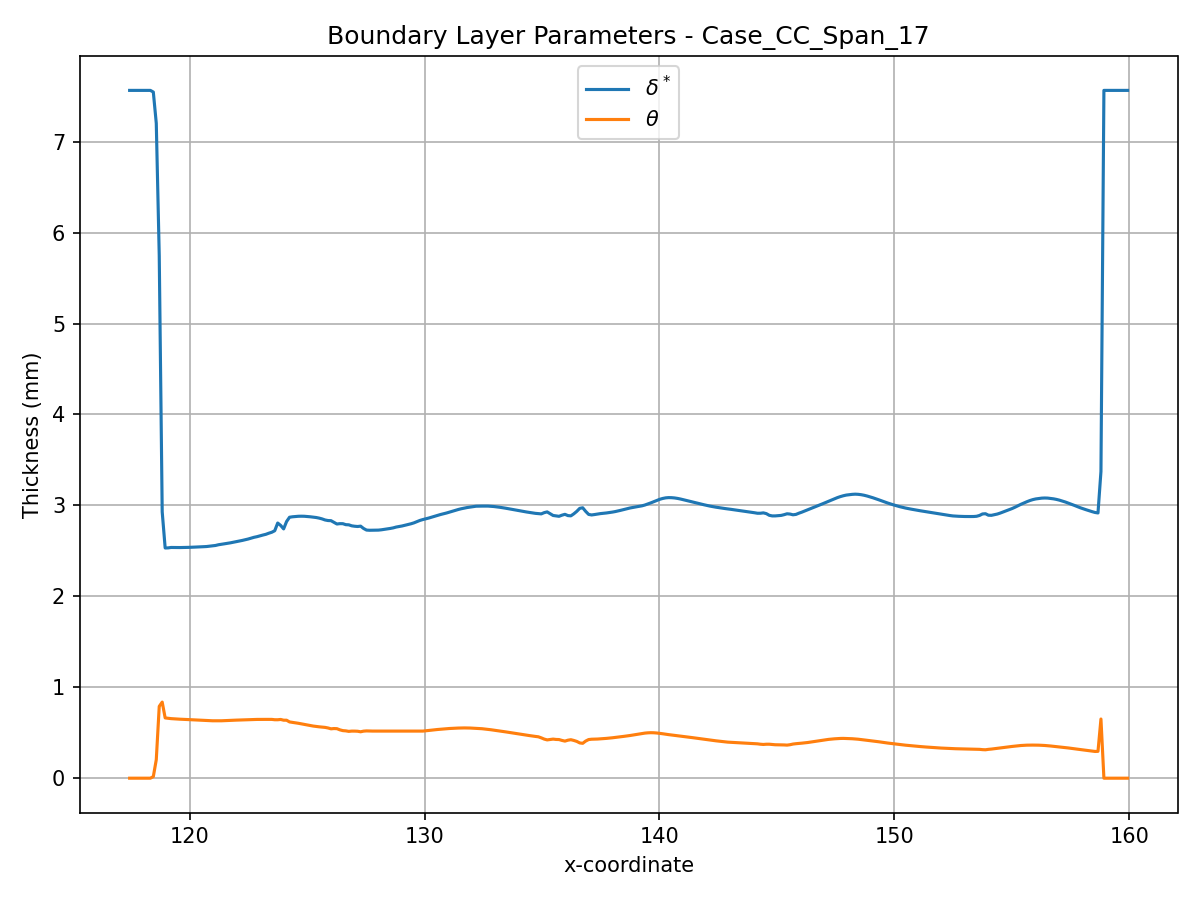 Boundary Layer Parameters - Case_CC_Span_17
δ*
θ
Thickness (mm)
7
6
5
4
3
2
1
0
120 130 140 150 160
x-coordinate